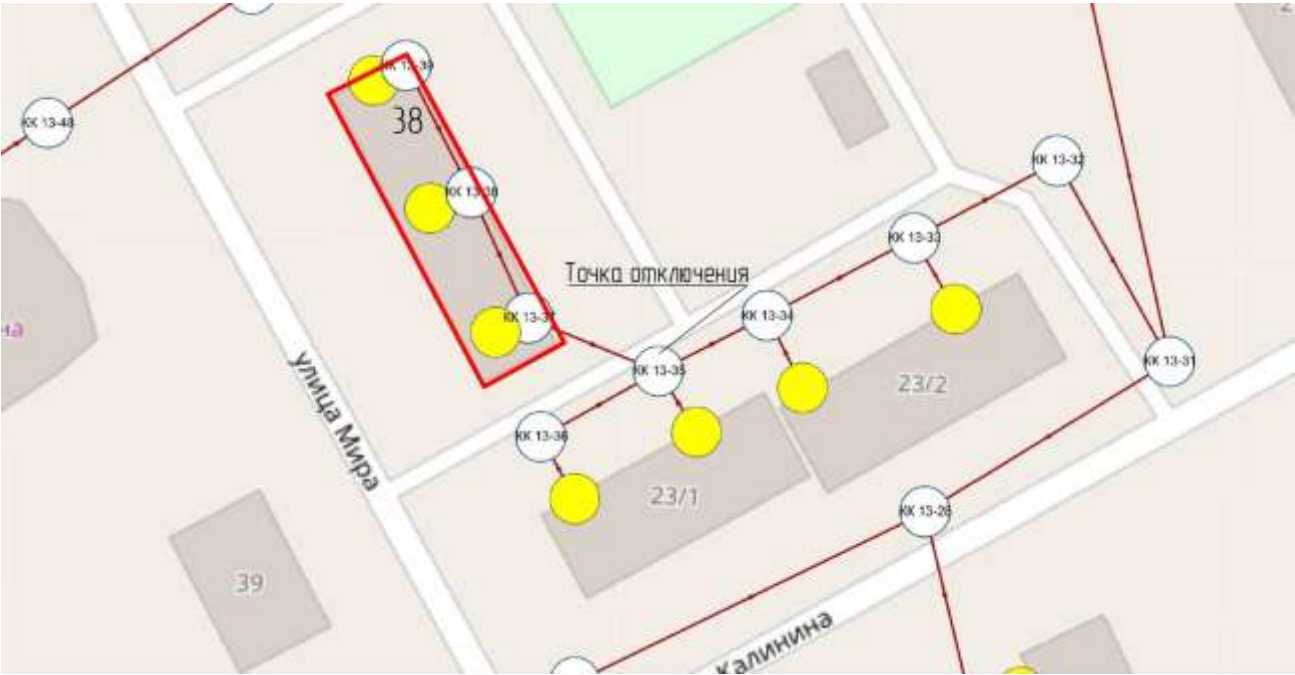 КК 13-39
КК 13-48
38
КК 13-32
КК 13-38
КК 13-33
Точка отключения
КК 13-34
КК 13-37
на
КК 13-31
КК 13-35
23/2
улица Мира
КК 13-36
23/1
КК 13-28
39
Калинина